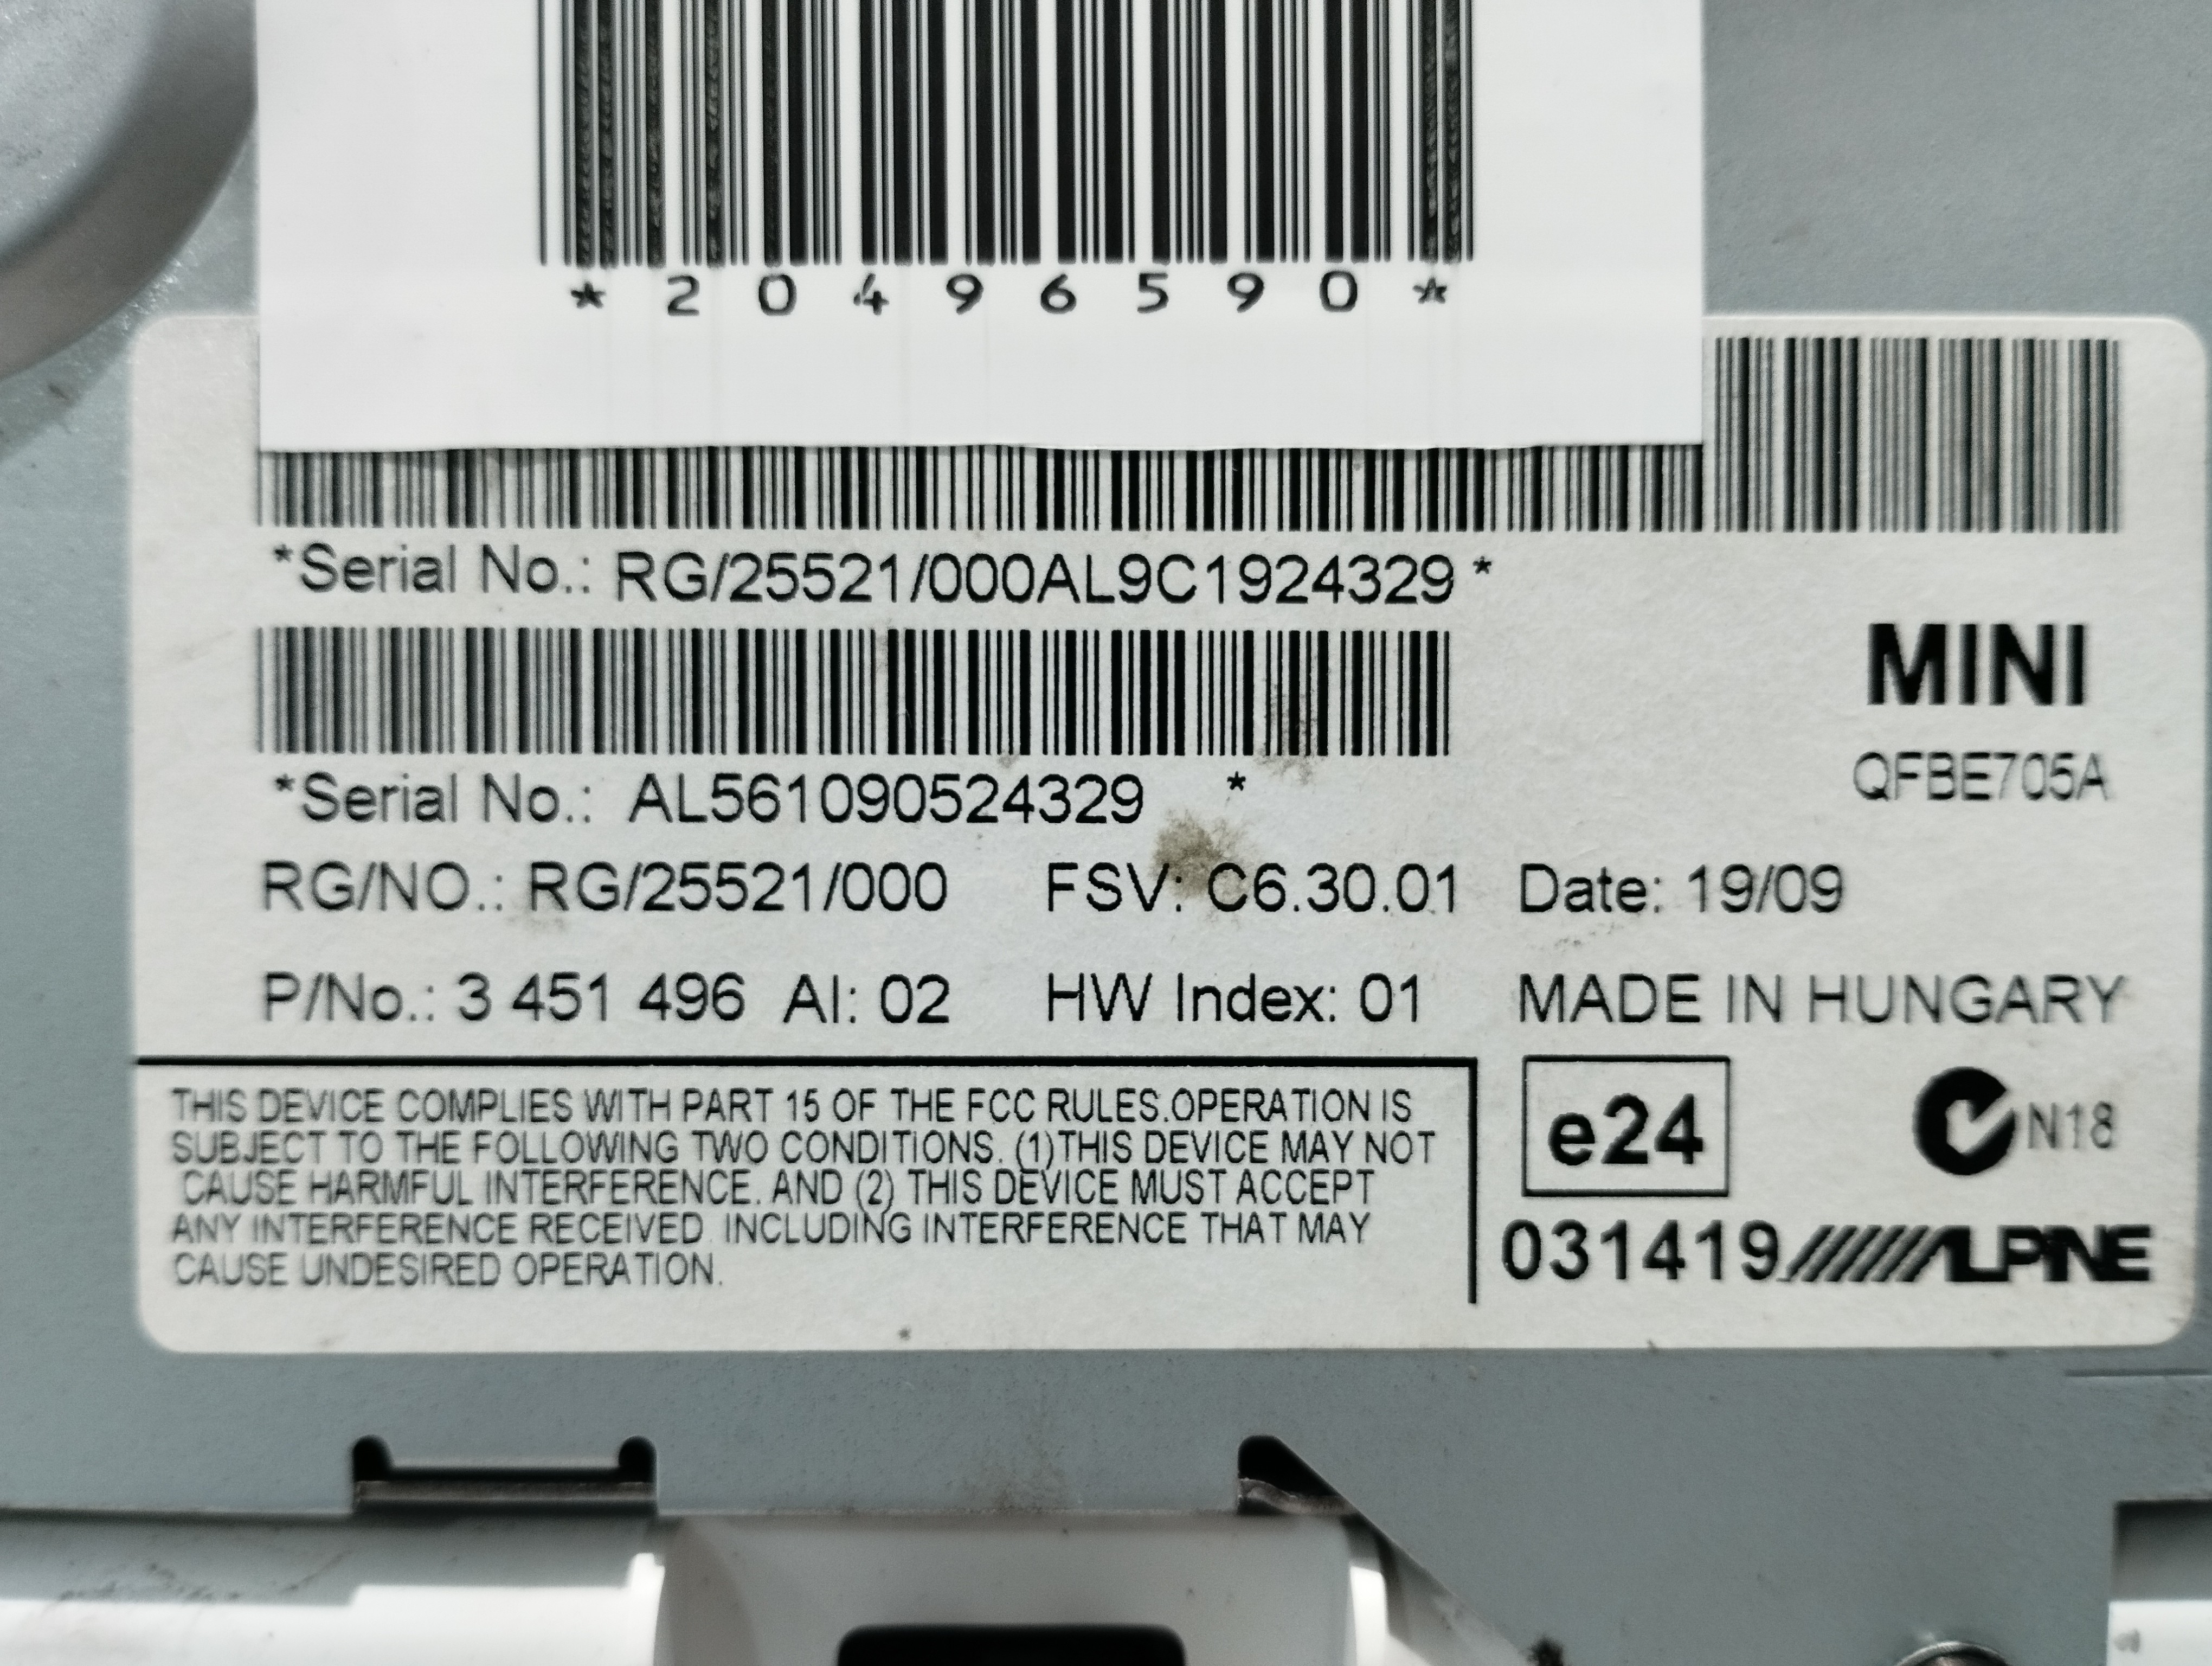 *20496590*
*Serial No.: RG/25521/000AL9C1924329 *
MINI
QFBE705A
*Serial No.: AL561090524329 *
RG/NO.: RG/25521/000 FSV: C6.30.01 Date: 19/09
P/No.: 3 451 496 AI: 02 HW Index: 01 MADE IN HUNGARY
THIS DEVICE COMPLIES WITH PART 15 OF THE FCC RULES.OPERATION IS
SUBJECT TO THE FOLLOWING TWO CONDITIONS. (1)THIS DEVICE MAY NOT
CAUSE HARMFUL INTERFERENCE. AND (2) THIS DEVICE MUST ACCEPT
ANY INTERFERENCE RECEIVED. INCLUDING INTERFERENCE THAT MAY
CAUSE UNDESIRED OPERATION.
e24
N18
031419 ALPINE